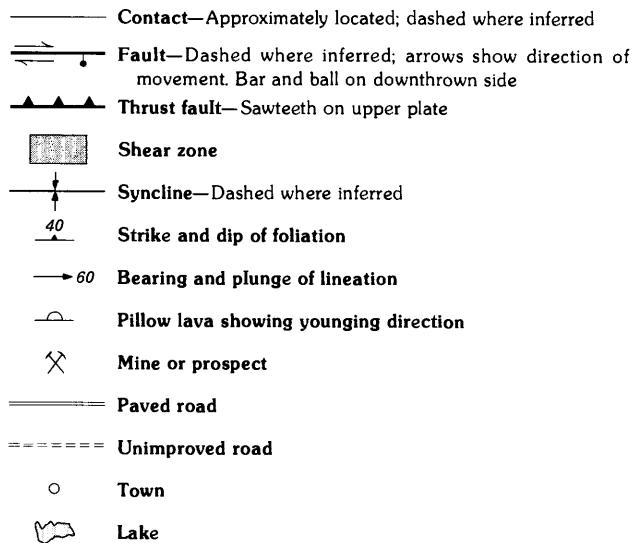 Contact—Approximately located; dashed where inferred
Fault—Dashed where inferred; arrows show direction of
movement. Bar and ball on downthrown side
Thrust fault—Sawteeth on upper plate
Shear zone
Syncline—Dashed where inferred
40
Strike and dip of foliation
60
Bearing and plunge of lineation
Pillow lava showing younging direction
Mine or prospect
Paved road
Unimproved road
Town
Lake